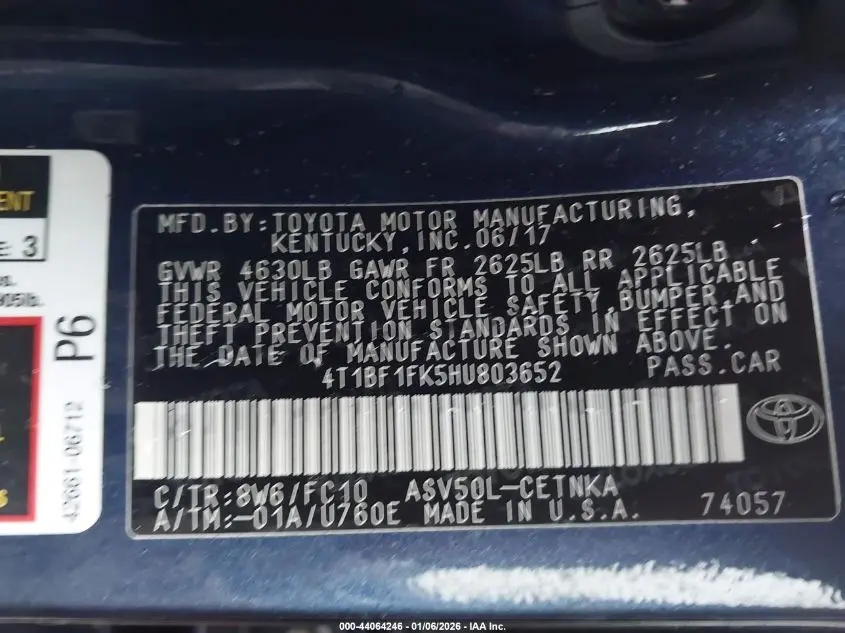 ENT
E: 3
s.
905lb.
P6
42661-06712
S
MFD.BY:TOYOTA MOTOR MANUFACTURING,
KENTUCKY,INC.06/17
GVWR 4630LB GAWR FR 2625LB RR 2625LB
THIS VEHICLE CONFORMS TO ALL APPLICABLE
FEDERAL MOTOR VEHICLE SAFETY,BUMPER,AND
THEFT PREVENTION STANDARDS IN EFFECT ON
THE DATE OF MANUFACTURE SHOWN ABOVE.
4T1BF1FK5HU803652 PASS.CAR
C/TR:8W6/FC10 ASV50L-CETNKA
A/TM:-01A/U760E MADE IN U.S.A. 74057
000-44064246 - 01/06/2026 - IAA Inc.